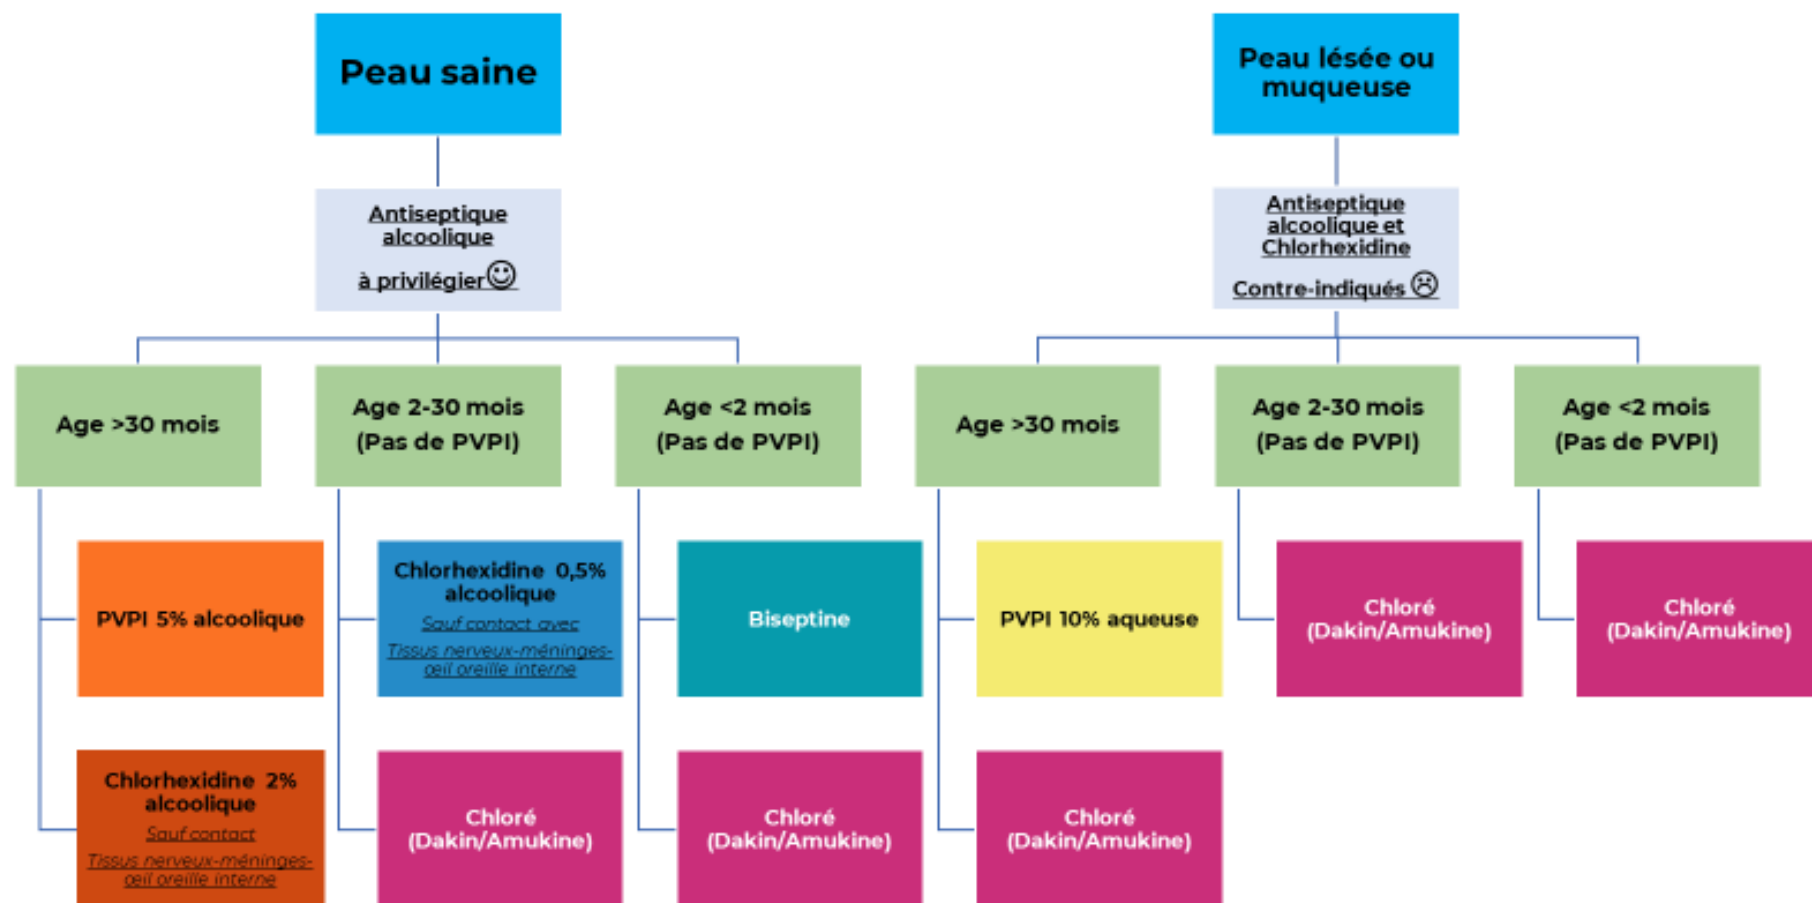 Peau saine
Peau lésée ou
muqueuse
Antiseptique
alcoolique
à privilégier☺
Antiseptique
alcoolique et
Chlorhexidine
Contre-indiqués ☹
Age >30 mois
Age 2-30 mois
(Pas de PVPI)
Age <2 mois
(Pas de PVPI)
Age >30 mois
Age 2-30 mois
(Pas de PVPI)
Age <2 mois
(Pas de PVPI)
PVPI 5% alcoolique
Chlorhexidine 0,5%
alcoolique
Sauf contact avec
Tissus nerveux-méninges-
œil oreille interne
Biseptine
PVPI 10% aqueuse
Chloré
(Dakin/Amukine)
Chloré
(Dakin/Amukine)
Chlorhexidine 2%
alcoolique
Sauf contact
Tissus nerveux-méninges-
œil oreille interne
Chloré
(Dakin/Amukine)
Chloré
(Dakin/Amukine)
Chloré
(Dakin/Amukine)